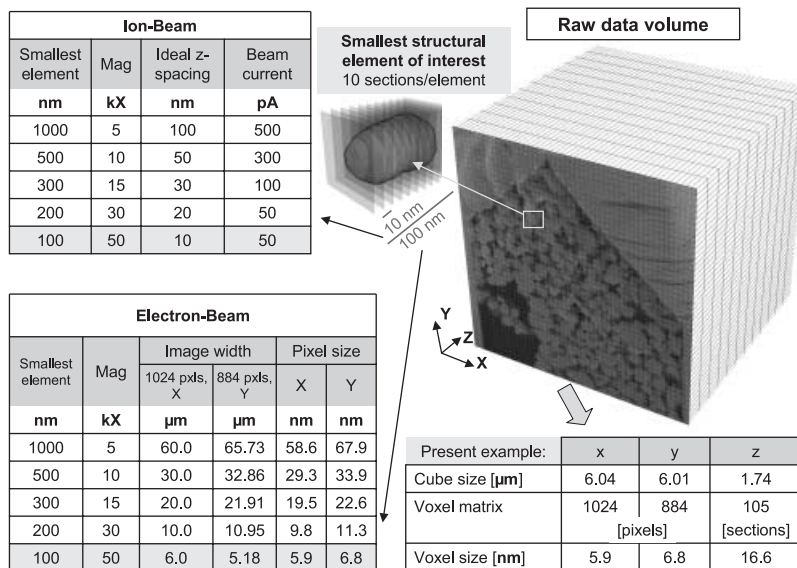 Ion-Beam
Smallest element Mag Ideal z-spacing Beam current
nm kX nm pA
1000 5 100 500
500 10 50 300
300 15 30 100
200 30 20 50
100 50 10 50
Smallest structural
element of interest
10 sections/element
10 nm
100 nm
Raw data volume
Y
Z
X
Electron-Beam
Smallest element Mag Image width Pixel size
1024 pxls, X 884 pxls, Y X Y
nm kX µm µm nm nm
1000 5 60.0 65.73 58.6 67.9
500 10 30.0 32.86 29.3 33.9
300 15 20.0 21.91 19.5 22.6
200 30 10.0 10.95 9.8 11.3
100 50 6.0 5.18 5.9 6.8
Present example: x y z
Cube size [µm] 6.04 6.01 1.74
Voxel matrix 1024 884 105
[pixels] [sections]
Voxel size [nm] 5.9 6.8 16.6